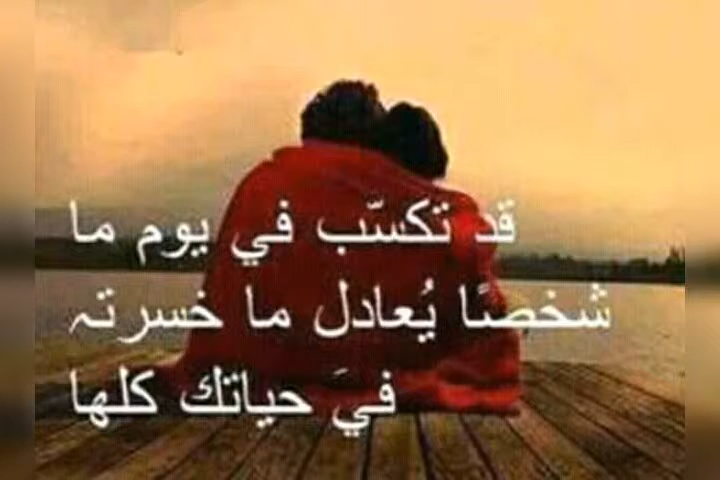 قد تكسّب في يوم ما
شخصًا يُعادل ما خسرته
فيَ حياتك كلها